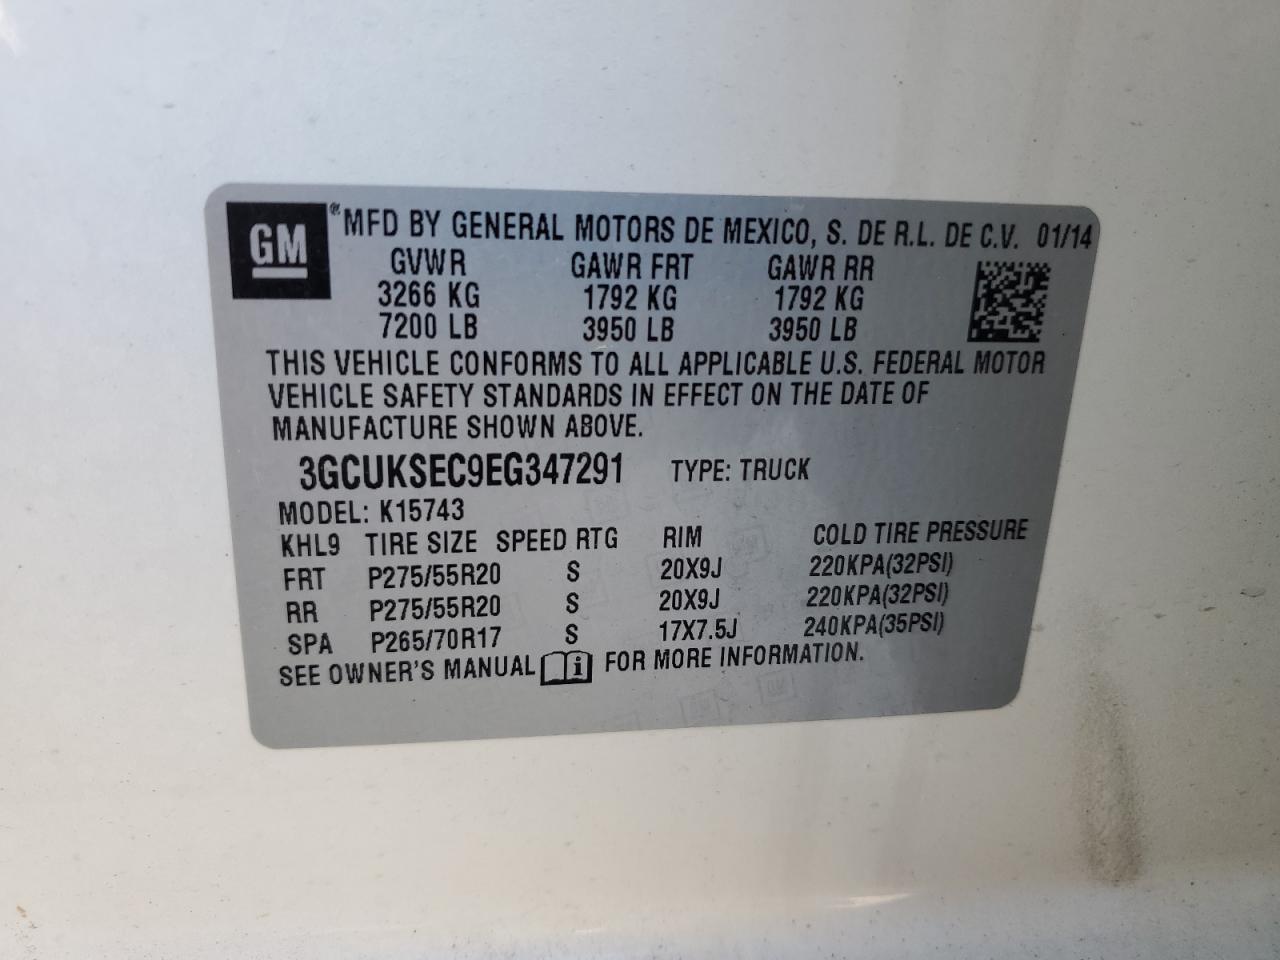 GM ® MFD BY GENERAL MOTORS DE MEXICO, S. DE R.L. DE C.V. 01/14
GVWR GAWR FRT GAWR RR
3266 KG 1792 KG 1792 KG
7200 LB 3950 LB 3950 LB
THIS VEHICLE CONFORMS TO ALL APPLICABLE U.S. FEDERAL MOTOR
VEHICLE SAFETY STANDARDS IN EFFECT ON THE DATE OF
MANUFACTURE SHOWN ABOVE.
3GCUKSEC9EG347291 TYPE: TRUCK
MODEL: K15743
KHL9 TIRE SIZE SPEED RTG RIM COLD TIRE PRESSURE
FRT P275/55R20 S 20X9J 220KPA(32PSI)
RR P275/55R20 S 20X9J 220KPA(32PSI)
SPA P265/70R17 S 17X7.5J 240KPA(35PSI)
SEE OWNER'S MANUAL i FOR MORE INFORMATION.